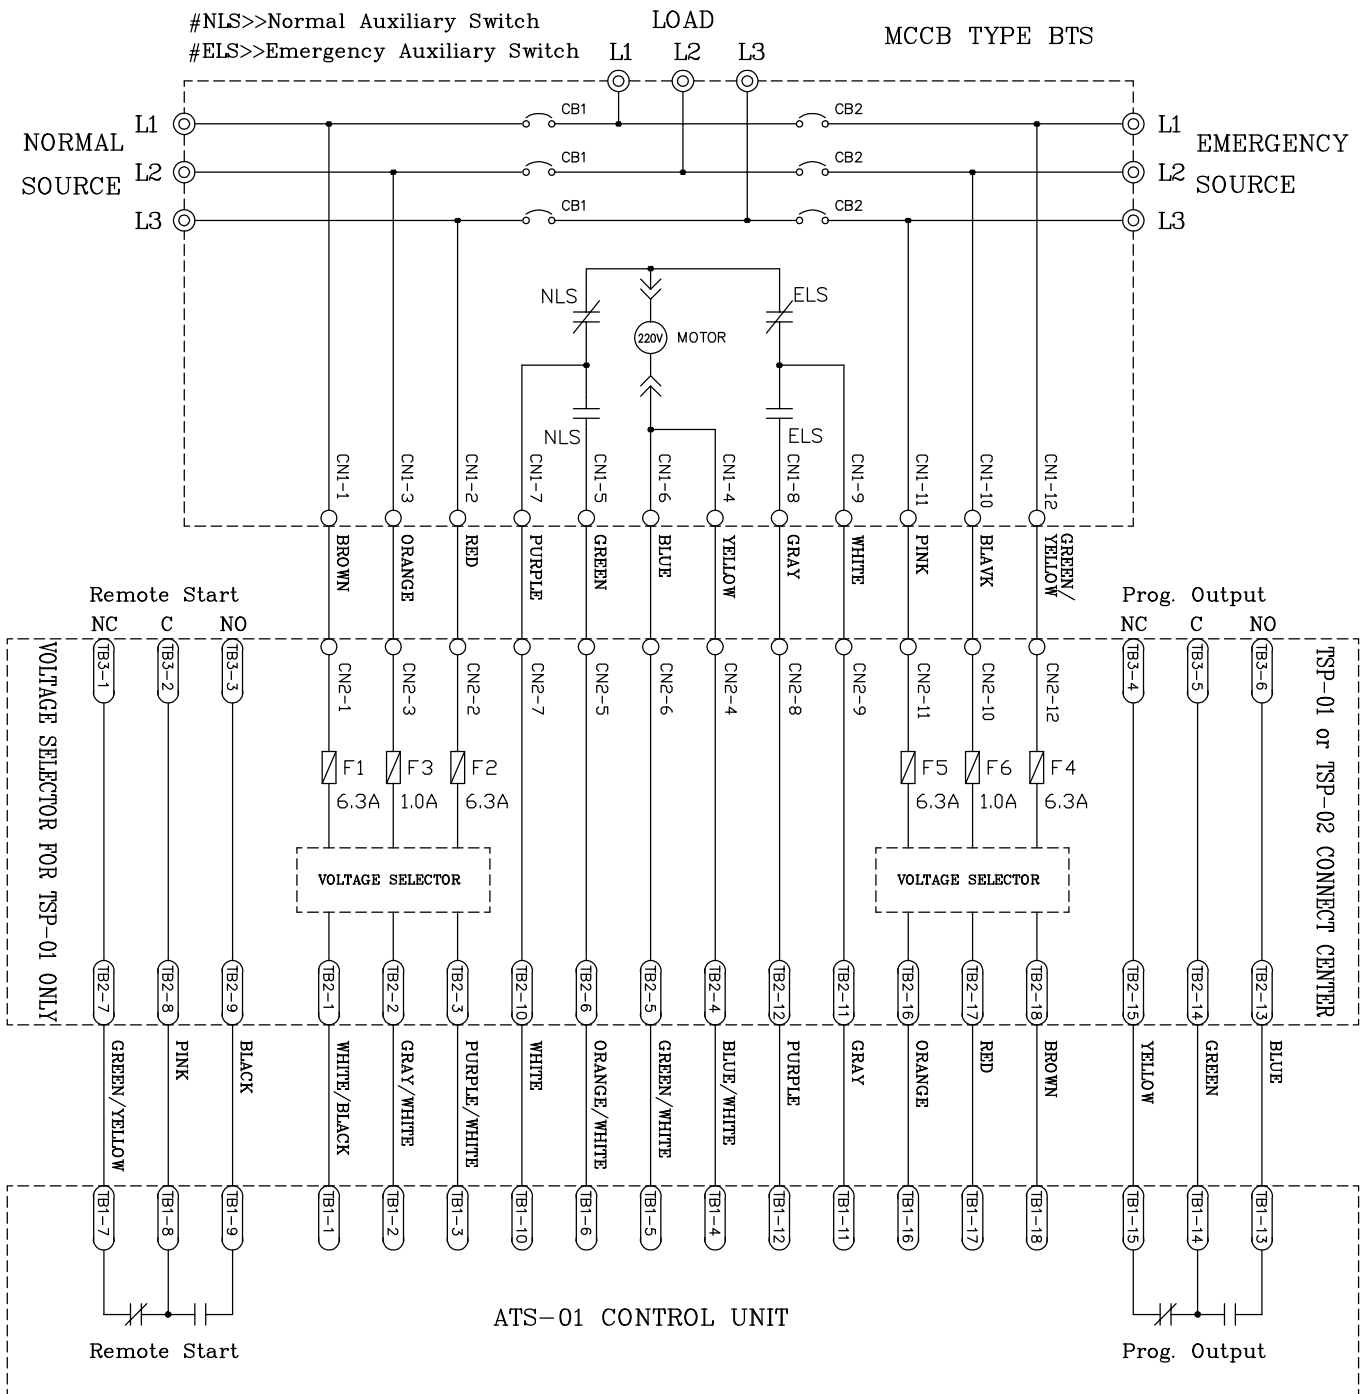 #NLS>>Normal Auxiliary Switch
#ELS>>Emergency Auxiliary Switch
LOAD
L1 L2 L3
MCCB TYPE BTS
NORMAL
SOURCE
L1
L2
L3
CB1
CB1
CB1
CB2
CB2
CB2
L1
L2
L3
EMERGENCY
SOURCE
NLS
220V MOTOR
ELS
NLS
ELS
CN1-1
CN1-3
CN1-2
CN1-7
CN1-5
CN1-6
CN1-4
CN1-8
CN1-9
CN1-11
CN1-10
CN1-12
BROWN
ORANGE
RED
PURPLE
GREEN
BLUE
YELLOW
GRAY
WHITE
PINK
BLAVK
GREEN/
YELLOW
Remote Start
NC C NO
Prog. Output
NC C NO
TB3-1
TB3-2
TB3-3
CN2-1
CN2-3
CN2-2
CN2-7
CN2-5
CN2-6
CN2-4
CN2-8
CN2-9
CN2-11
CN2-10
CN2-12
TB3-4
TB3-5
TB3-6
VOLTAGE SELECTOR FOR TSP-01 ONLY
TSP-01 or TSP-02 CONNECT CENTER
F1
6.3A
F3
1.0A
F2
6.3A
F5
6.3A
F6
1.0A
F4
6.3A
VOLTAGE SELECTOR
VOLTAGE SELECTOR
TB2-7
TB2-8
TB2-9
TB2-1
TB2-2
TB2-3
TB2-10
TB2-6
TB2-5
TB2-4
TB2-12
TB2-11
TB2-16
TB2-17
TB2-18
TB2-15
TB2-14
TB2-13
GREEN/YELLOW
PINK
BLACK
WHITE/BLACK
GRAY/WHITE
PURPLE/WHITE
WHITE
ORANGE/WHITE
GREEN/WHITE
BLUE/WHITE
PURPLE
GRAY
ORANGE
RED
BROWN
YELLOW
GREEN
BLUE
TB1-7
TB1-8
TB1-9
TB1-1
TB1-2
TB1-3
TB1-10
TB1-6
TB1-5
TB1-4
TB1-12
TB1-11
TB1-16
TB1-17
TB1-18
TB1-15
TB1-14
TB1-13
ATS-01 CONTROL UNIT
Remote Start
Prog. Output